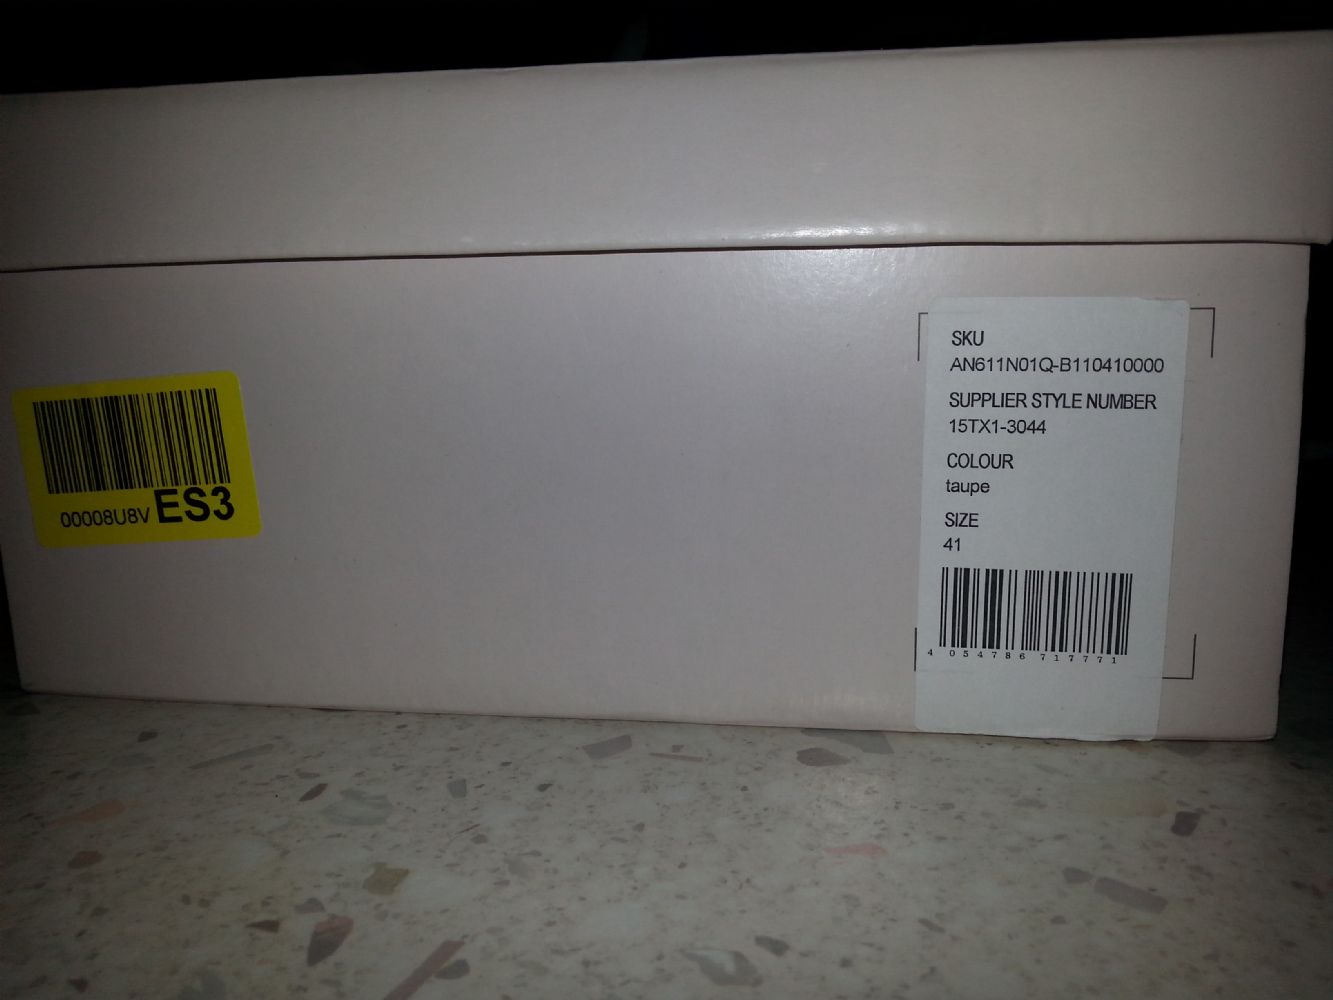 00008U8V ES3
SKU
AN611N01Q-B110410000
SUPPLIER STYLE NUMBER
15TX1-3044
COLOUR
taupe
SIZE
41
4 054786 717771